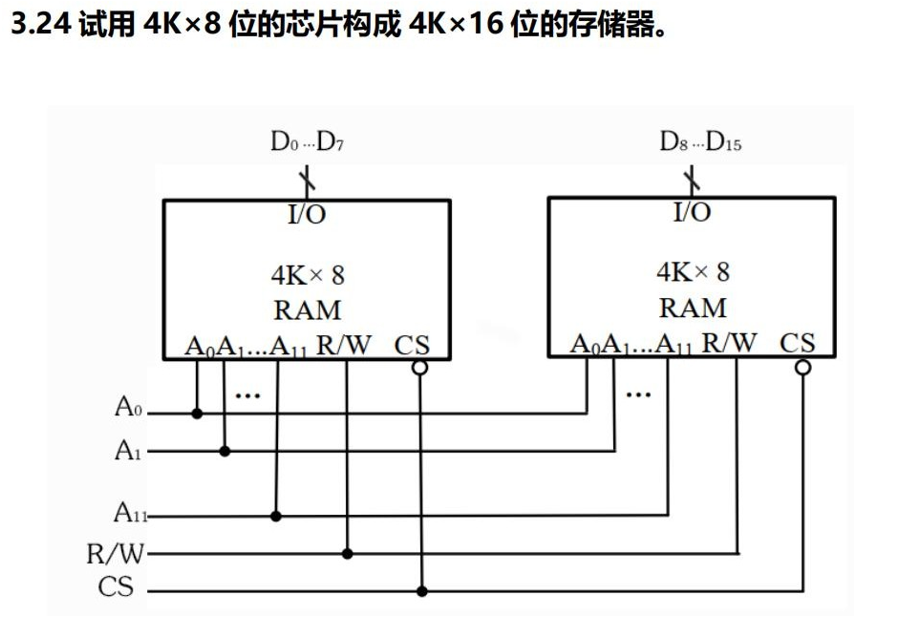 3.24 试用 4K×8 位的芯片构成 4K×16 位的存储器。
D0 ... D7 D8 ... D15
I/O I/O
4K× 8 4K× 8
RAM RAM
A0A1...A11 R/W CS A0A1...A11 R/W CS
... ...
A0
A1
A11
R/W
CS